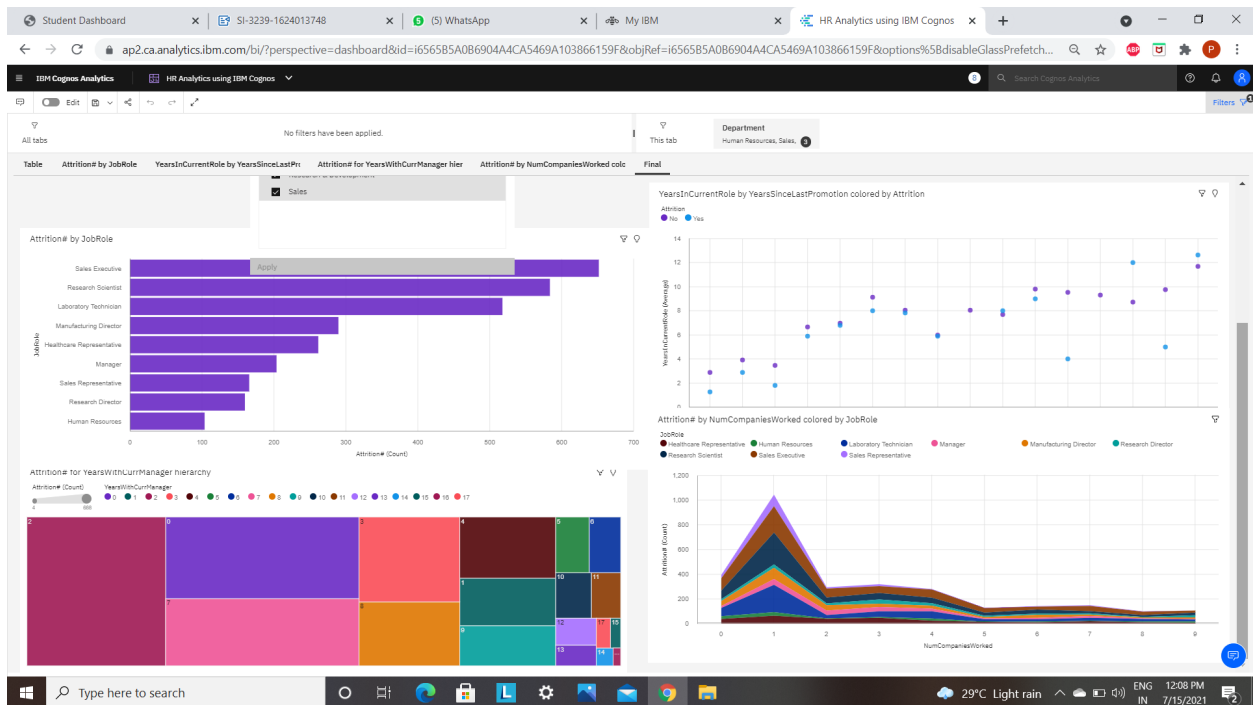 Student Dashboard
SI-3239-1624013748
(5) WhatsApp
My IBM
HR Analytics using IBM Cognos
ap2.ca.analytics.ibm.com/bi/?perspective=dashboard&id=i6565B5A0B6904A4CA5469A103866159F&objRef=i6565B5A0B6904A4CA5469A103866159F&options%5BdisableGlassPrefetch...
ABP
P
IBM Cognos Analytics
HR Analytics using IBM Cognos
8
Search Cognos Analytics
Edit
Filters
1
All tabs
No filters have been applied.
This tab
Department
Human Resources, Sales, 3
Table
Attrition# by JobRole
YearsInCurrentRole by YearsSinceLastPr
Attrition# for YearsWithCurrManager hier
Attrition# by NumCompaniesWorked colo
Final
Research & Development
Sales
Apply
Attrition# by JobRole
JobRole
Sales Executive
Research Scientist
Laboratory Technician
Manufacturing Director
Healthcare Representative
Manager
Sales Representative
Research Director
Human Resources
0 100 200 300 400 500 600 700
Attrition# (Count)
YearsInCurrentRole by YearsSinceLastPromotion colored by Attrition
Attrition
No Yes
YearsInCurrentRole (Average)
14
12
10
8
6
4
2
0
Attrition# for YearsWithCurrManager hierarchy
Attrition# (Count)
4
YearsWithCurrManager
0 1 2 3 4 5 6 7 8 9 10 11 12 13 14 15 16 17
2
0
7
3
8
4
1
9
5
6
10
11
12
17
15
13
14
Attrition# by NumCompaniesWorked colored by JobRole
JobRole
Healthcare Representative Human Resources Laboratory Technician Manager Manufacturing Director Research Director
Research Scientist Sales Executive Sales Representative
Attrition# (Count)
1,200
1,000
800
600
400
200
0
0 1 2 3 4 5 6 7 8 9
NumCompaniesWorked
Type here to search
29°C Light rain
ENG
IN
12:08 PM
7/15/2021
2